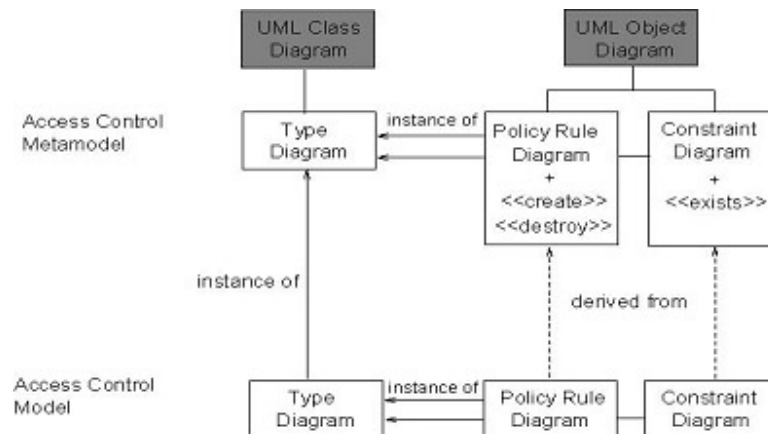 UML Class
Diagram
UML Object
Diagram
Access Control
Metamodel
Type
Diagram
instance of
Policy Rule
Diagram
+
<<create>>
<<destroy>>
Constraint
Diagram
+
<<exists>>
instance of
derived from
Access Control
Model
Type
Diagram
instance of
Policy Rule
Diagram
Constraint
Diagram